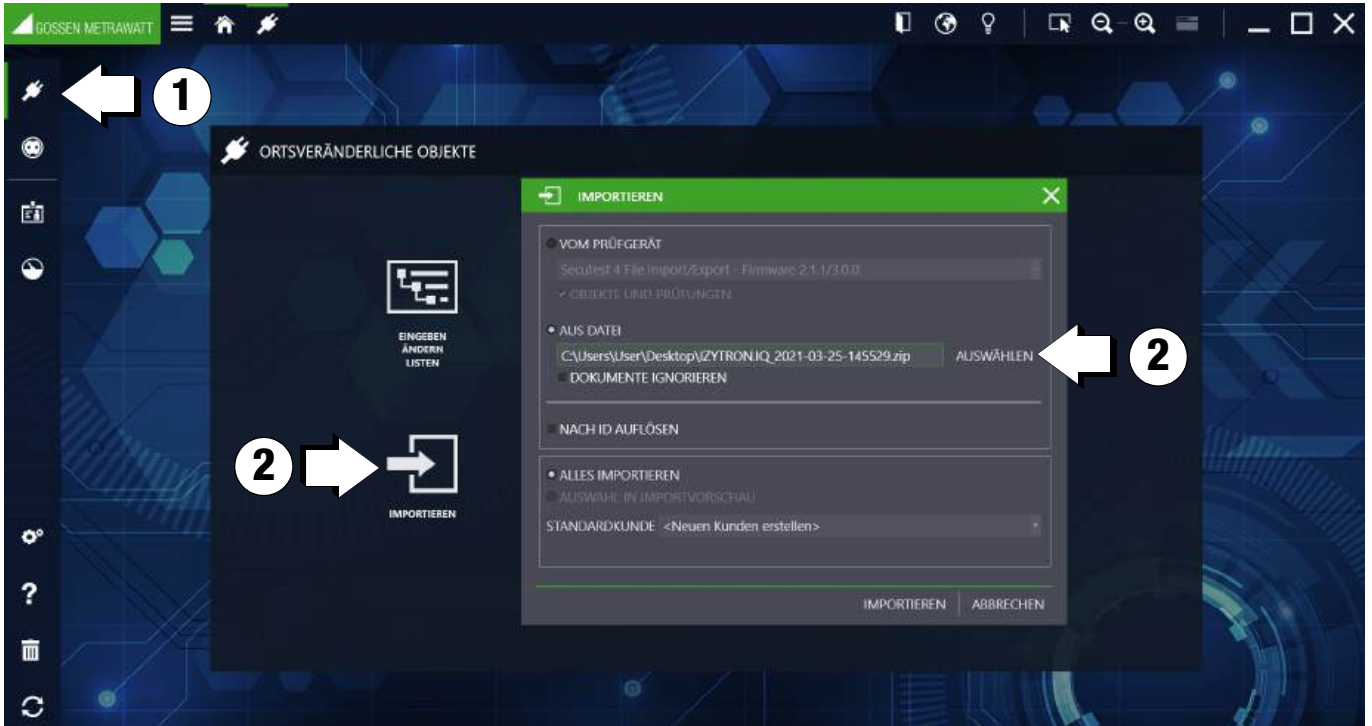 GOSSEN METRAWATT
1
ORTSVERÄNDERLICHE OBJEKTE
EINGEBEN
ÄNDERN
LISTEN
2
IMPORTIEREN
IMPORTIEREN
VOM PRÜFGERÄT
Secutest 4 File Import/Export - Firmware 2.1.1/3.0.0
OBJEKTE UND PRÜFUNGEN
AUS DATEI
C:\Users\User\Desktop\IZYTRON.IQ_2021-03-25-145529.zip
AUSWÄHLEN
2
DOKUMENTE IGNORIEREN
NACH ID AUFLÖSEN
ALLES IMPORTIEREN
AUSWAHL IN IMPORTVORSCHAU
STANDARDKUNDE <Neuen Kunden erstellen>
IMPORTIEREN
ABBRECHEN